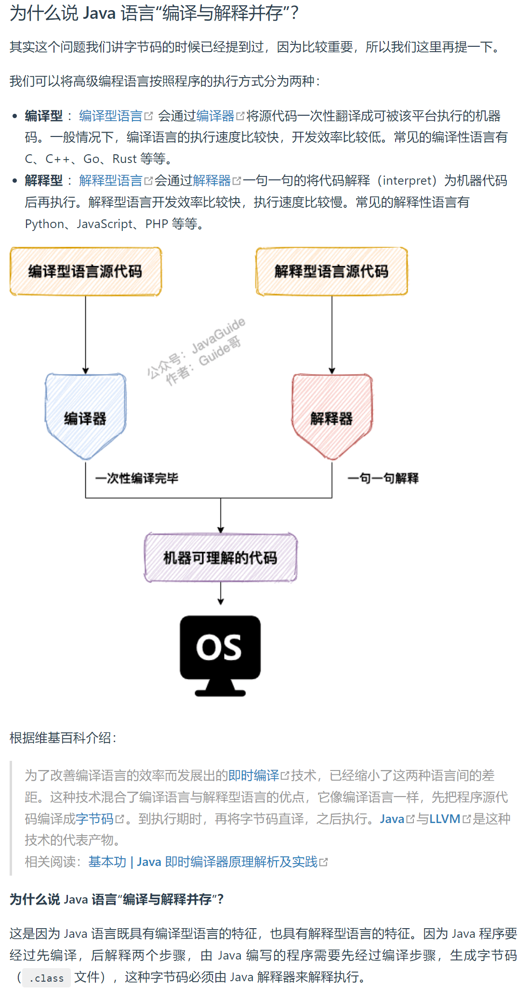 为什么说 Java 语言“编译与解释并存”？
其实这个问题我们讲字节码的时候已经提到过，因为比较重要，所以我们这里再提一下。
我们可以将高级编程语言按照程序的执行方式分为两种：
• 编译型 ：编译型语言 会通过编译器将源代码一次性翻译成可被该平台执行的机器
码。一般情况下，编译语言的执行速度比较快，开发效率比较低。常见的编译性语言有
C、C++、Go、Rust 等等。
• 解释型 ：解释型语言会通过解释器一句一句的将代码解释（interpret）为机器代码
后再执行。解释型语言开发效率比较快，执行速度比较慢。常见的解释性语言有
Python、JavaScript、PHP 等等。
编译型语言源代码
解释型语言源代码
公众号：JavaGuide
作者：Guide哥
编译器
解释器
一次性编译完毕
一句一句解释
机器可理解的代码
OS
根据维基百科介绍：
为了改善编译语言的效率而发展出的即时编译技术，已经缩小了这两种语言间的差
距。这种技术混合了编译语言与解释型语言的优点，它像编译语言一样，先把程序源代
码编译成字节码。到执行期时，再将字节码直译，之后执行。Java与LLVM是这种
技术的代表产物。
相关阅读：基本功 | Java 即时编译器原理解析及实践
为什么说 Java 语言“编译与解释并存”？
这是因为 Java 语言既具有编译型语言的特征，也具有解释型语言的特征。因为 Java 程序要
经过先编译，后解释两个步骤，由 Java 编写的程序需要先经过编译步骤，生成字节码
（.class 文件），这种字节码必须由 Java 解释器来解释执行。